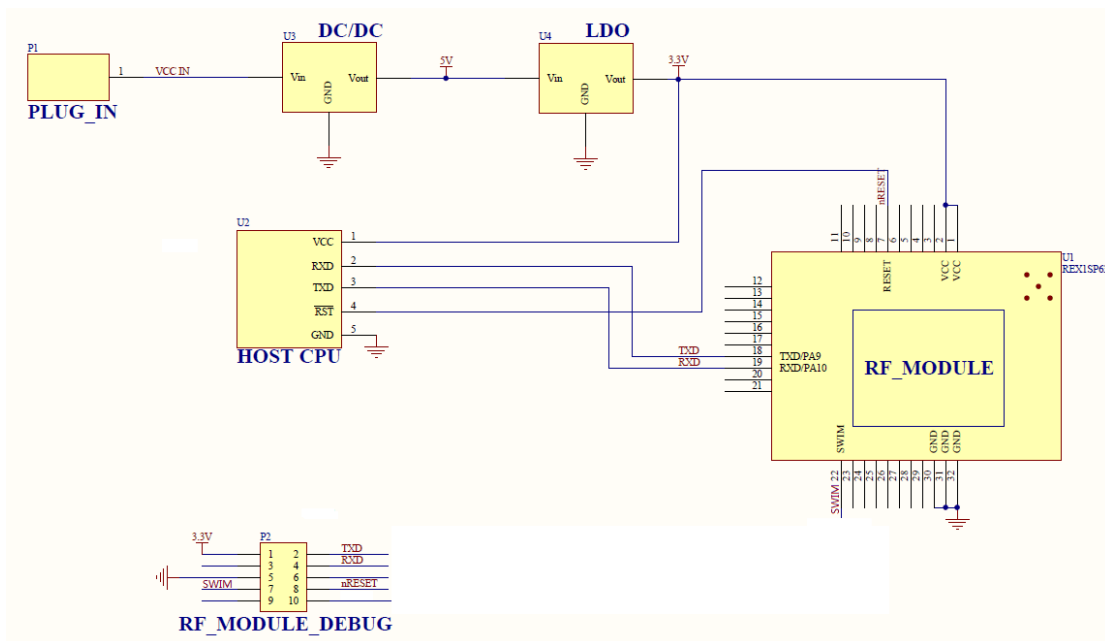 P1
1
VCC IN
PLUG_IN
U3
DC/DC
Vin
Vout
GND
5V
U4
LDO
Vin
Vout
GND
3.3V
U2
VCC 1
RXD 2
TXD 3
RST 4
GND 5
HOST CPU
nRESET
11 10 9 8 7 6 5 4 3 2 1
RESET VCC VCC
U1
REX1SP6
12
13
14
15
16
17
TXD 18 TXD/PA9
RXD 19 RXD/PA10
20
21
RF_MODULE
SWIM GND GND GND
22 23 24 25 26 27 28 29 30 31 32
SWIM
3.3V
P2
1 2 TXD
3 4 RXD
5 6
SWIM 7 8 nRESET
9 10
RF_MODULE_DEBUG